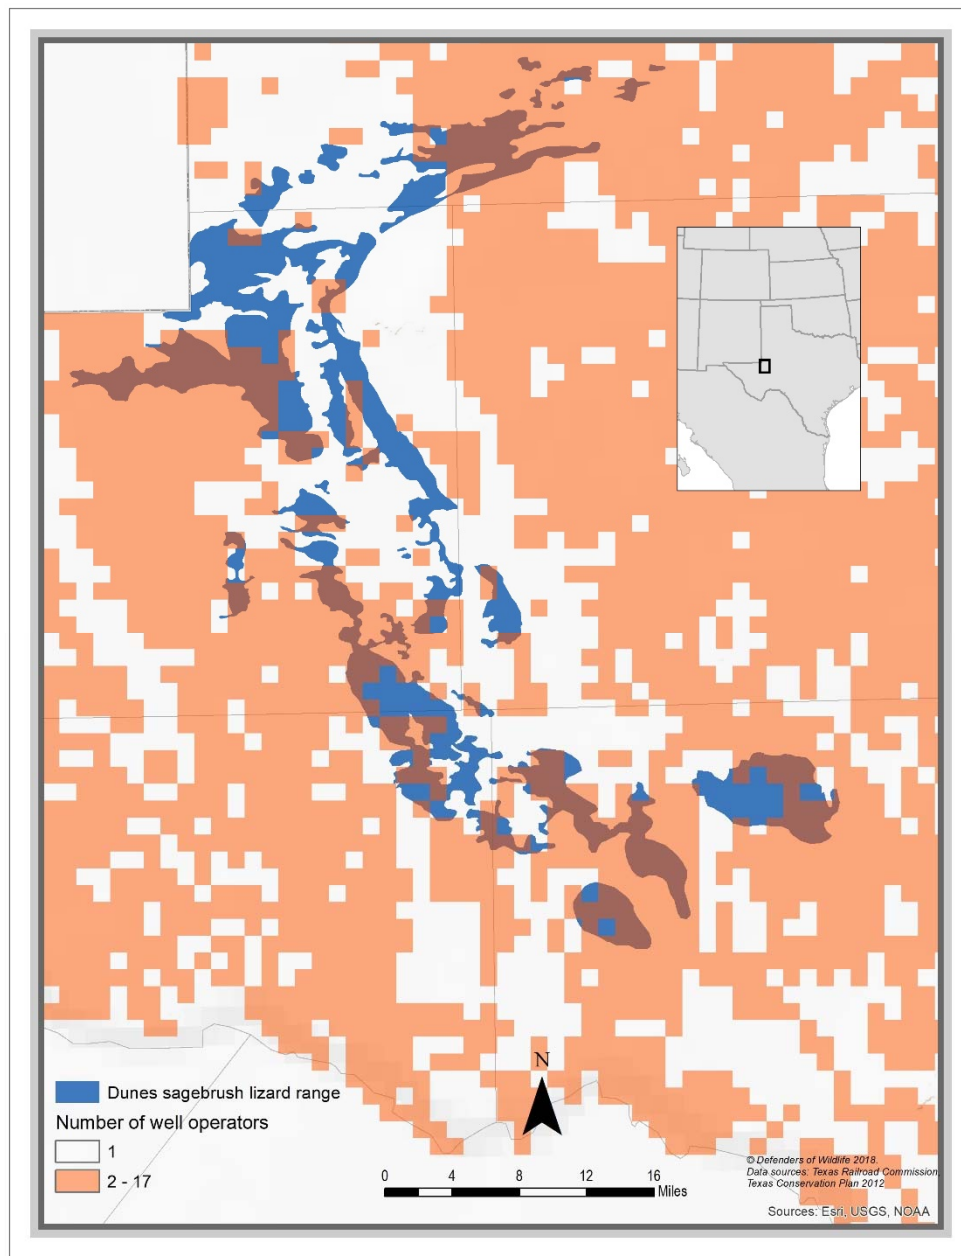 N
Dunes sagebrush lizard range
Number of well operators
1
2 - 17
0 4 8 12 16
Miles
© Defenders of Wildlife 2018.
Data sources: Texas Railroad Commission,
Texas Conservation Plan 2012
Sources: Esri, USGS, NOAA